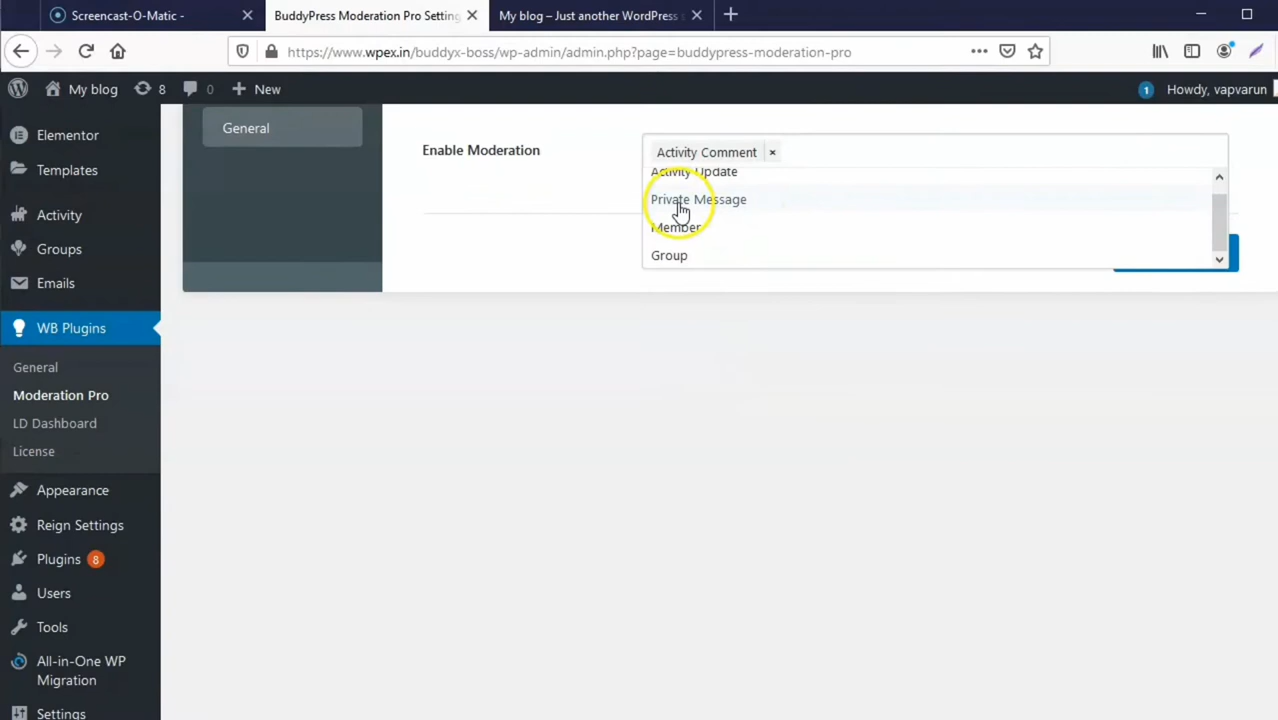 Screencast-O-Matic -
BuddyPress Moderation Pro Setting
My blog – Just another WordPress s
https://www.wpex.in/buddyx-boss/wp-admin/admin.php?page=buddypress-moderation-pro
My blog
8
0
New
1
Howdy, vapvarun
Elementor
Templates
Activity
Groups
Emails
WB Plugins
General
Moderation Pro
LD Dashboard
License
Appearance
Reign Settings
Plugins 8
Users
Tools
All-in-One WP
Migration
Settings
General
Enable Moderation
Activity Comment ×
Activity Update
Private Message
Member
Group